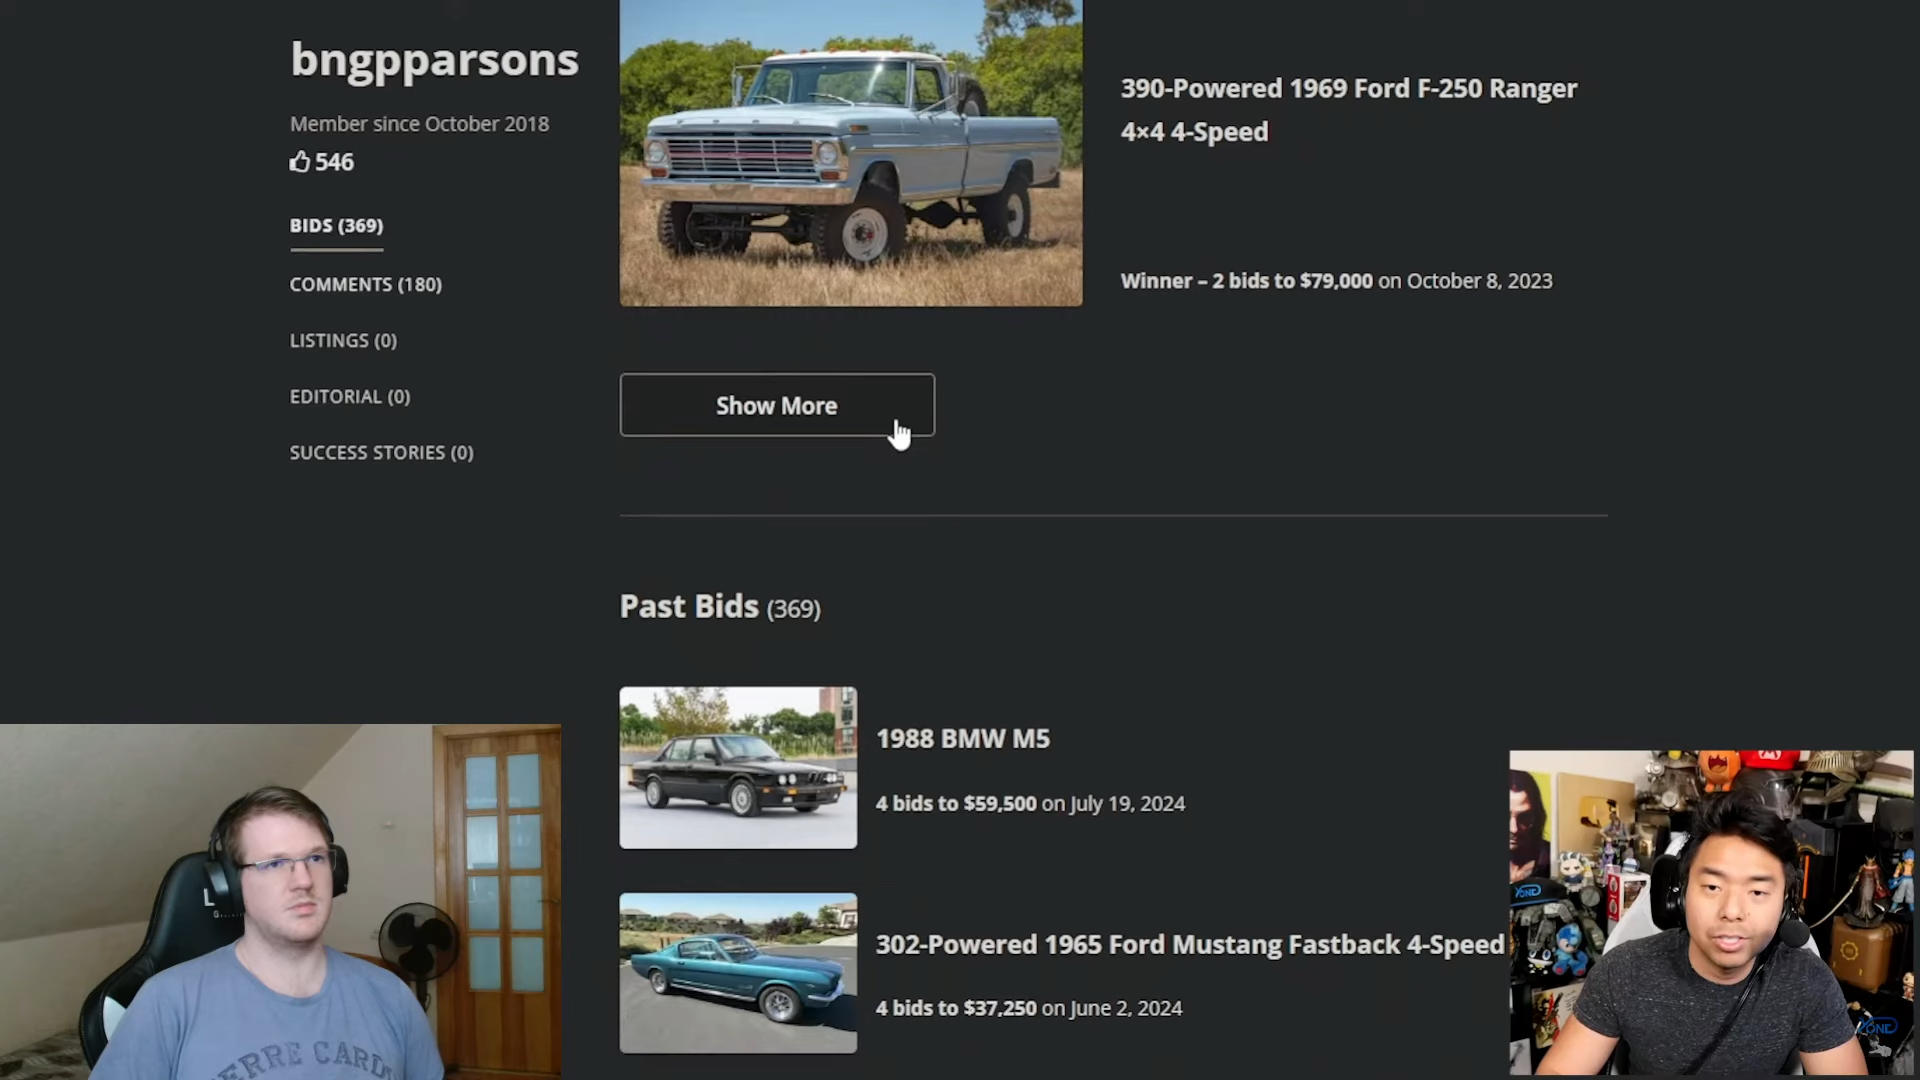 bngpparsons
Member since October 2018
546
BIDS (369)
COMMENTS (180)
LISTINGS (0)
EDITORIAL (0)
SUCCESS STORIES (0)
390-Powered 1969 Ford F-250 Ranger
4×4 4-Speed
Winner – 2 bids to $79,000 on October 8, 2023
Show More
Past Bids (369)
1988 BMW M5
4 bids to $59,500 on July 19, 2024
302-Powered 1965 Ford Mustang Fastback 4-Speed
4 bids to $37,250 on June 2, 2024
L
ERRE CARD
YONE